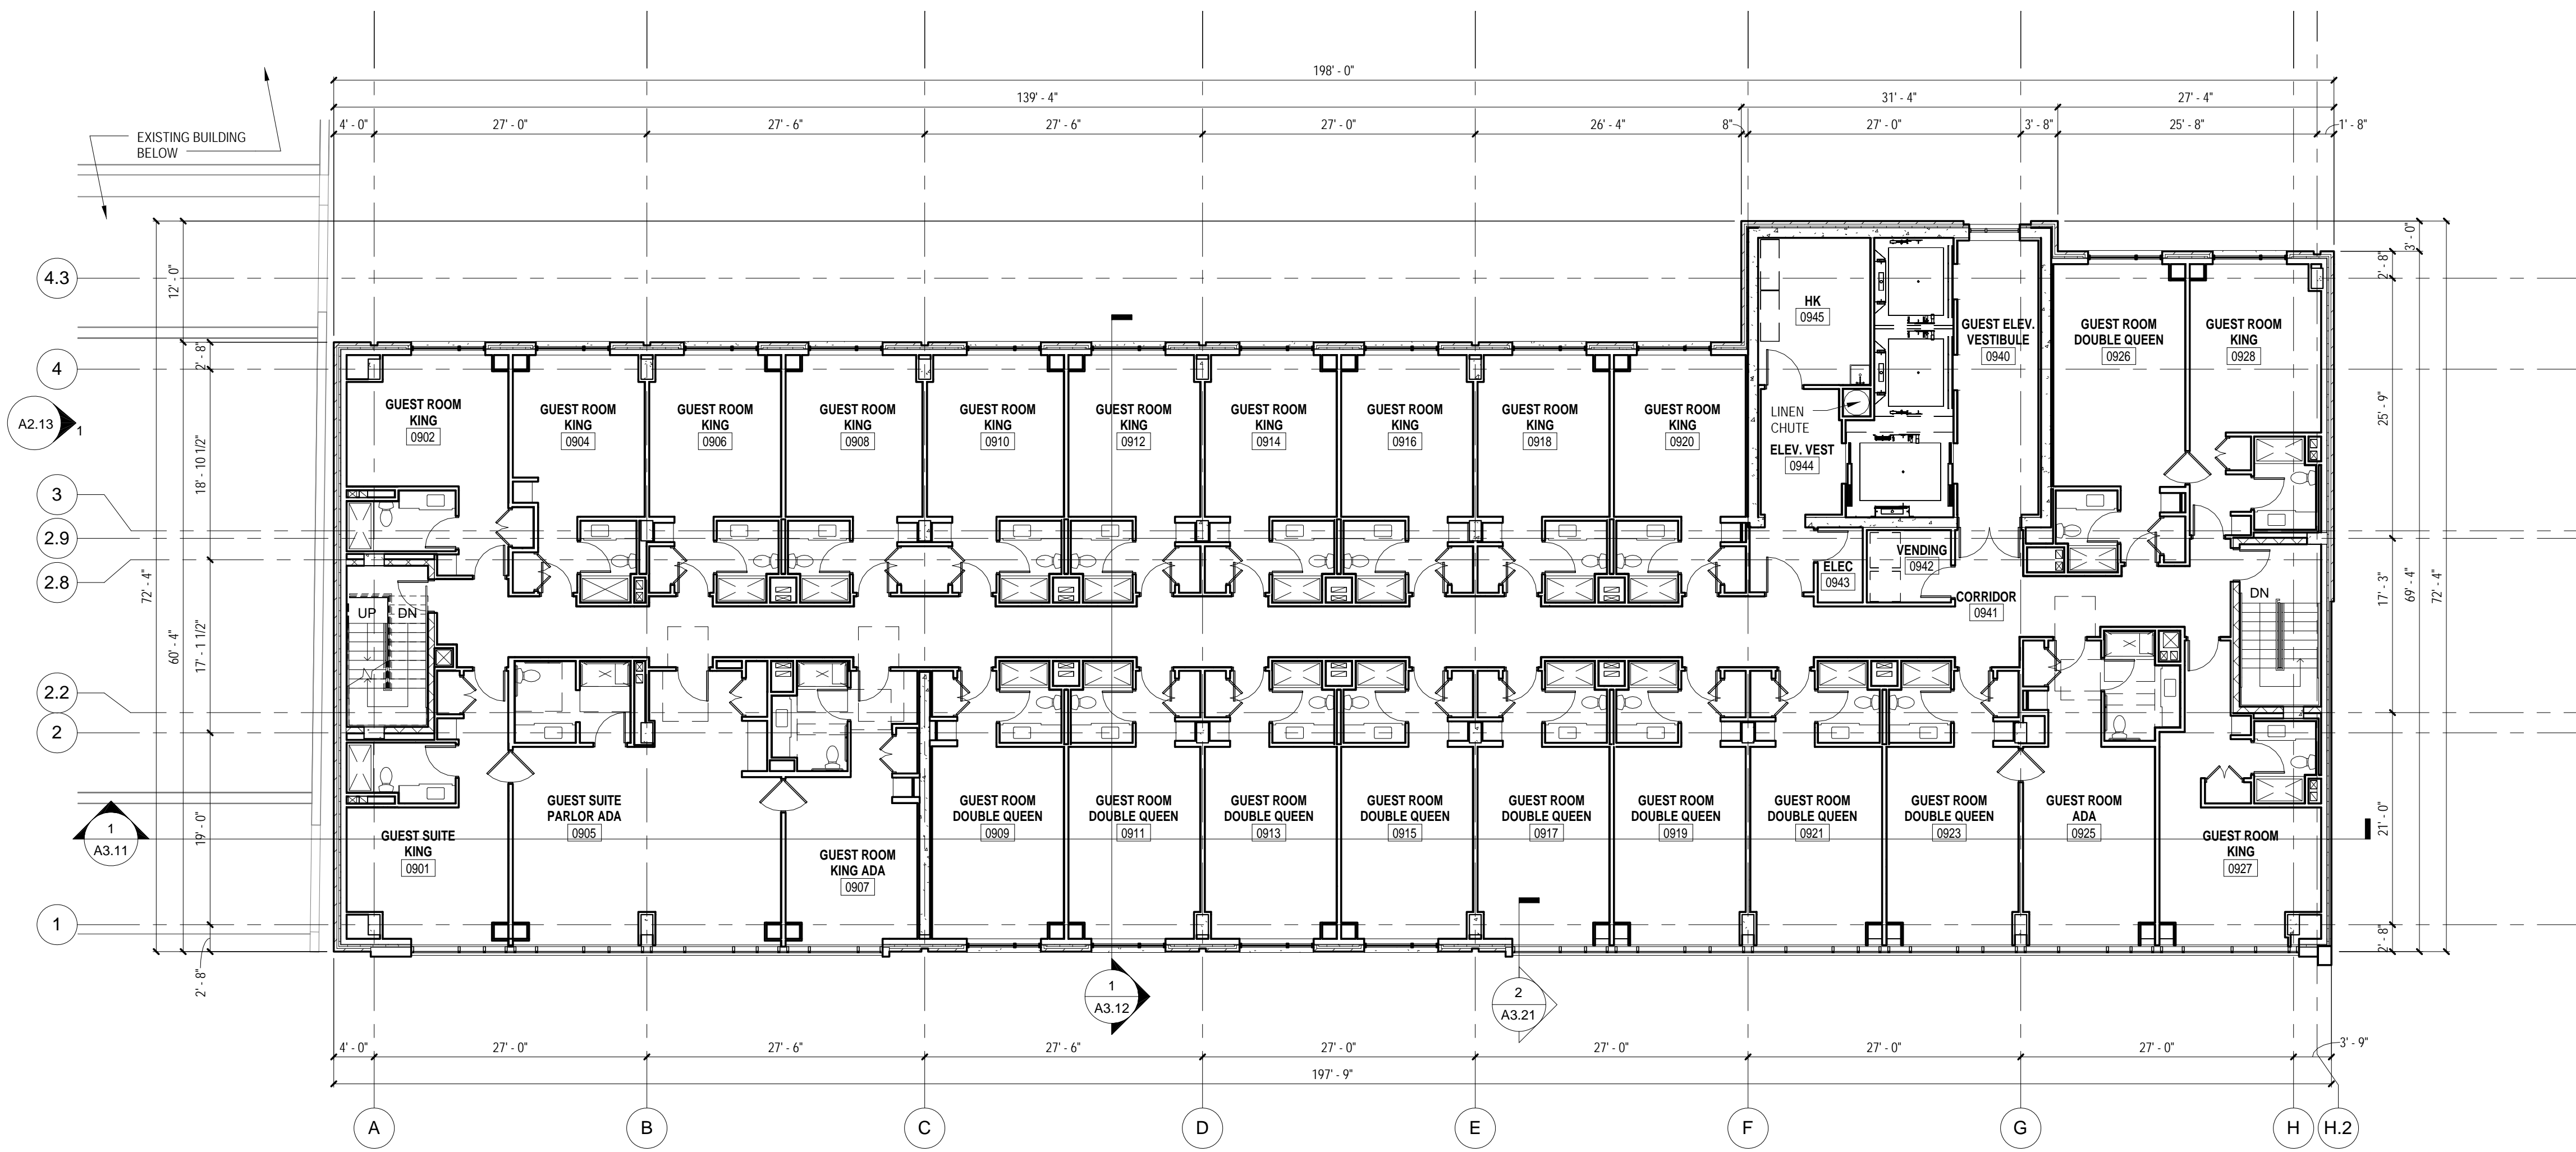 198' - 0"
139' - 4"
31' - 4"
27' - 4"
4' - 0"
27' - 0"
27' - 6"
27' - 6"
27' - 0"
26' - 4"
8"
27' - 0"
3' - 8"
25' - 8"
1' - 8"
EXISTING BUILDING
BELOW
4.3
4
A2.13
1
3
2.9
2.8
2.2
2
1
A3.11
1
72' - 4"
12' - 0"
60' - 4"
2' - 8"
18' - 10 1/2"
17' - 1 1/2"
19' - 0"
2' - 8"
3' - 0"
2' - 8"
25' - 9"
17' - 3"
69' - 4"
72' - 4"
21' - 0"
2' - 8"
GUEST ROOM
KING
0902
GUEST ROOM
KING
0904
GUEST ROOM
KING
0906
GUEST ROOM
KING
0908
GUEST ROOM
KING
0910
GUEST ROOM
KING
0912
GUEST ROOM
KING
0914
GUEST ROOM
KING
0916
GUEST ROOM
KING
0918
GUEST ROOM
KING
0920
HK
0945
LINEN
CHUTE
ELEV. VEST
0944
GUEST ELEV.
VESTIBULE
0940
GUEST ROOM
DOUBLE QUEEN
0926
GUEST ROOM
KING
0928
VENDING
0942
ELEC
0943
CORRIDOR
0941
UP
DN
DN
GUEST SUITE
KING
0901
GUEST SUITE
PARLOR ADA
0905
GUEST ROOM
KING ADA
0907
GUEST ROOM
DOUBLE QUEEN
0909
GUEST ROOM
DOUBLE QUEEN
0911
GUEST ROOM
DOUBLE QUEEN
0913
GUEST ROOM
DOUBLE QUEEN
0915
GUEST ROOM
DOUBLE QUEEN
0917
GUEST ROOM
DOUBLE QUEEN
0919
GUEST ROOM
DOUBLE QUEEN
0921
GUEST ROOM
DOUBLE QUEEN
0923
GUEST ROOM
ADA
0925
GUEST ROOM
KING
0927
1
A3.12
2
A3.21
4' - 0"
27' - 0"
27' - 6"
27' - 6"
27' - 0"
27' - 0"
27' - 0"
27' - 0"
3' - 9"
197' - 9"
A
B
C
D
E
F
G
H
H.2